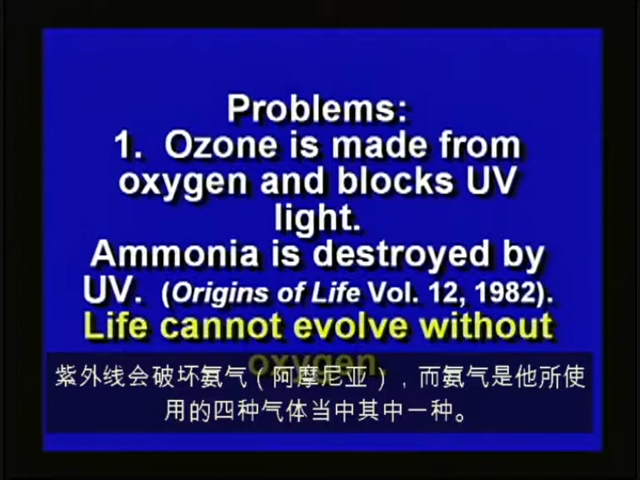 Problems:
1. Ozone is made from
oxygen and blocks UV
light.
Ammonia is destroyed by
UV. (Origins of Life Vol. 12, 1982).
Life cannot evolve without
oxygen.
紫外线会破坏氨气（阿摩尼亚），而氨气是他所使
用的四种气体当中其中一种。